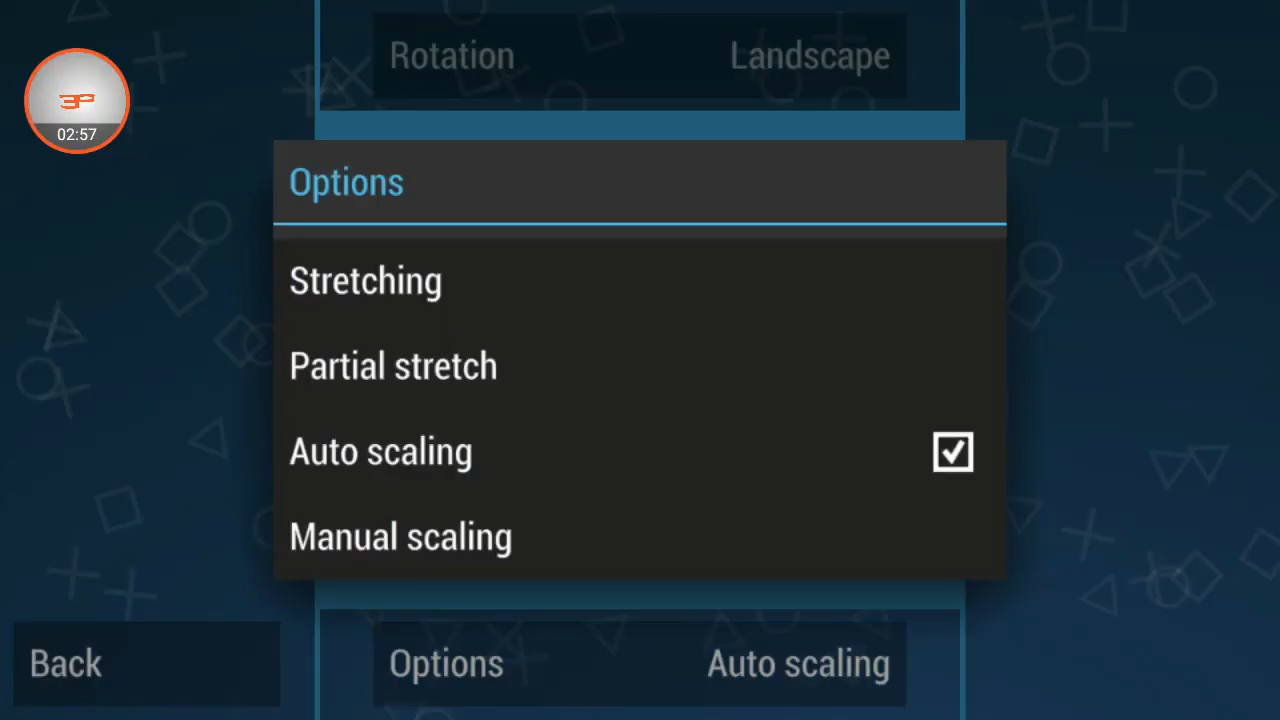 Rotation Landscape
02:57
Options
Stretching
Partial stretch
Auto scaling
Manual scaling
Back
Options Auto scaling